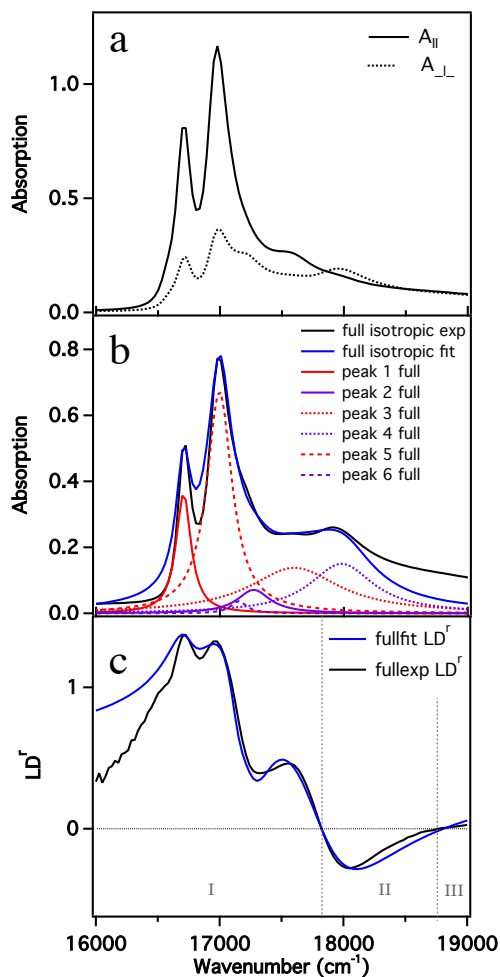 a
A||
A_|_
Absorption
1.0
0.5
0.0
b
full isotropic exp
full isotropic fit
peak 1 full
peak 2 full
peak 3 full
peak 4 full
peak 5 full
peak 6 full
Absorption
0.8
0.6
0.4
0.2
0.0
c
fullfit LDʳ
fullexp LDʳ
LDʳ
1
0
I
II
III
16000
17000
18000
19000
Wavenumber (cm⁻¹)